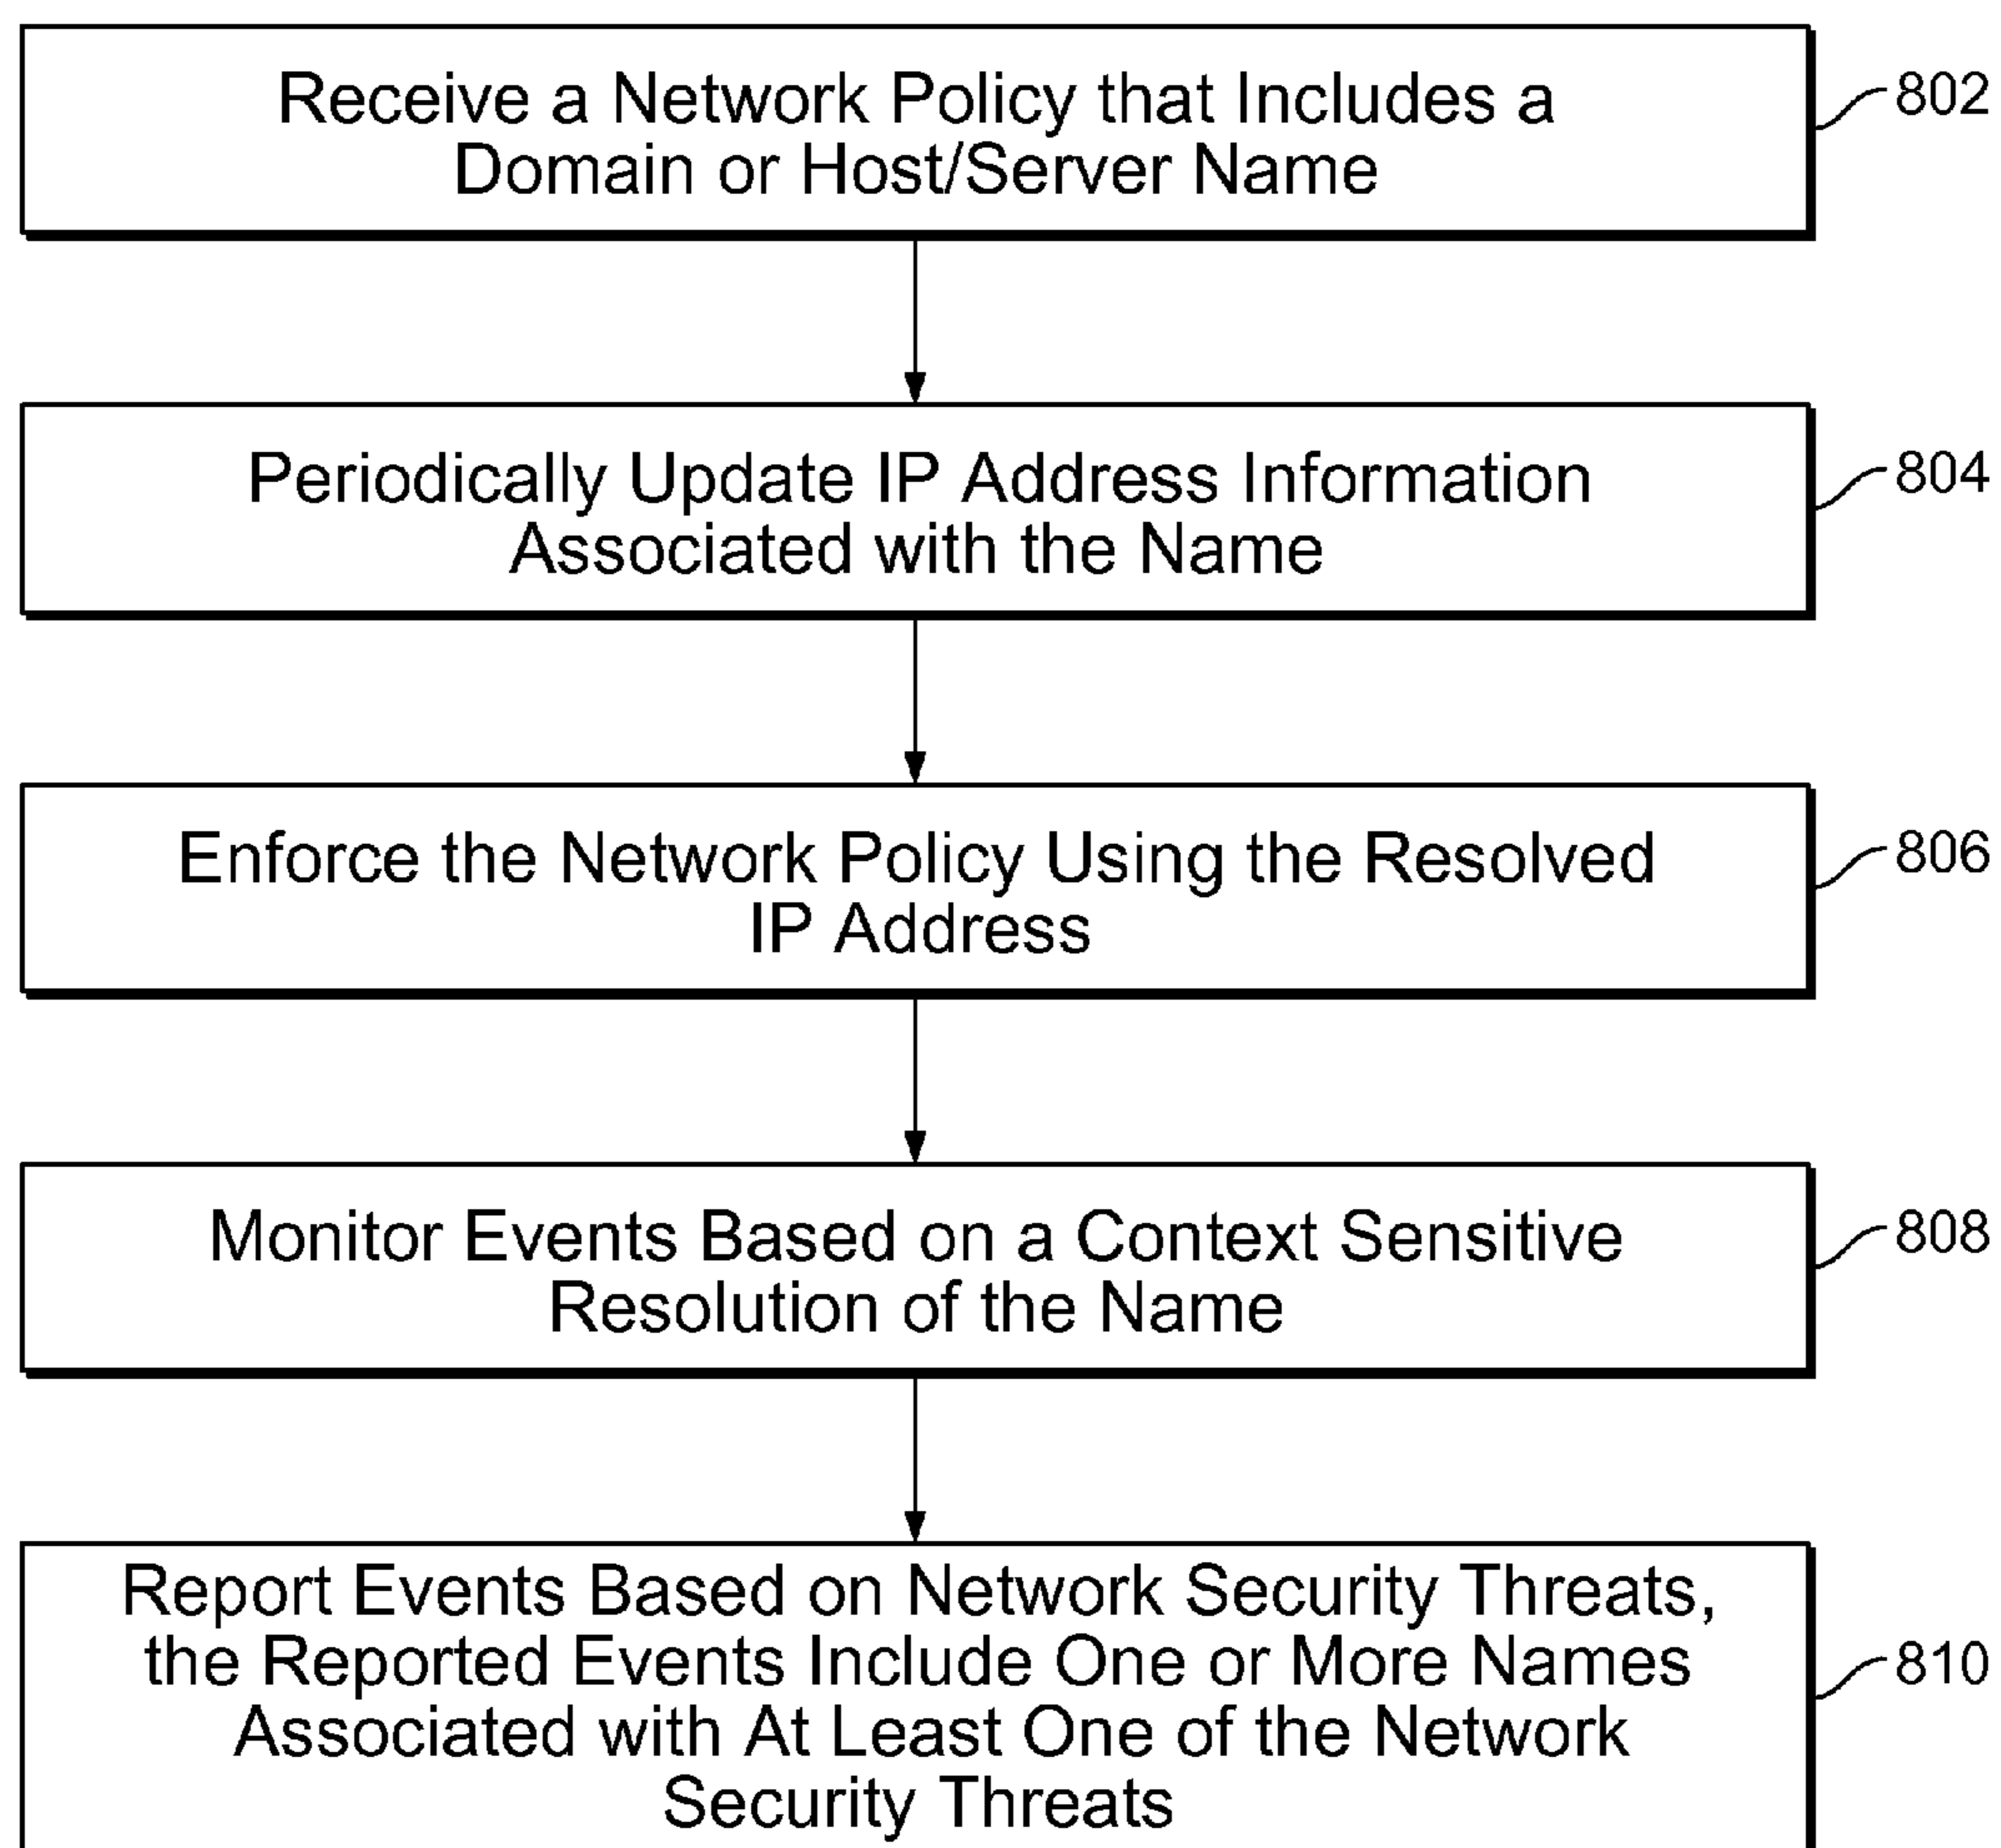 Receive a Network Policy that Includes a
Domain or Host/Server Name
802
Periodically Update IP Address Information
Associated with the Name
804
Enforce the Network Policy Using the Resolved
IP Address
806
Monitor Events Based on a Context Sensitive
Resolution of the Name
808
Report Events Based on Network Security Threats,
the Reported Events Include One or More Names
Associated with At Least One of the Network
Security Threats
810